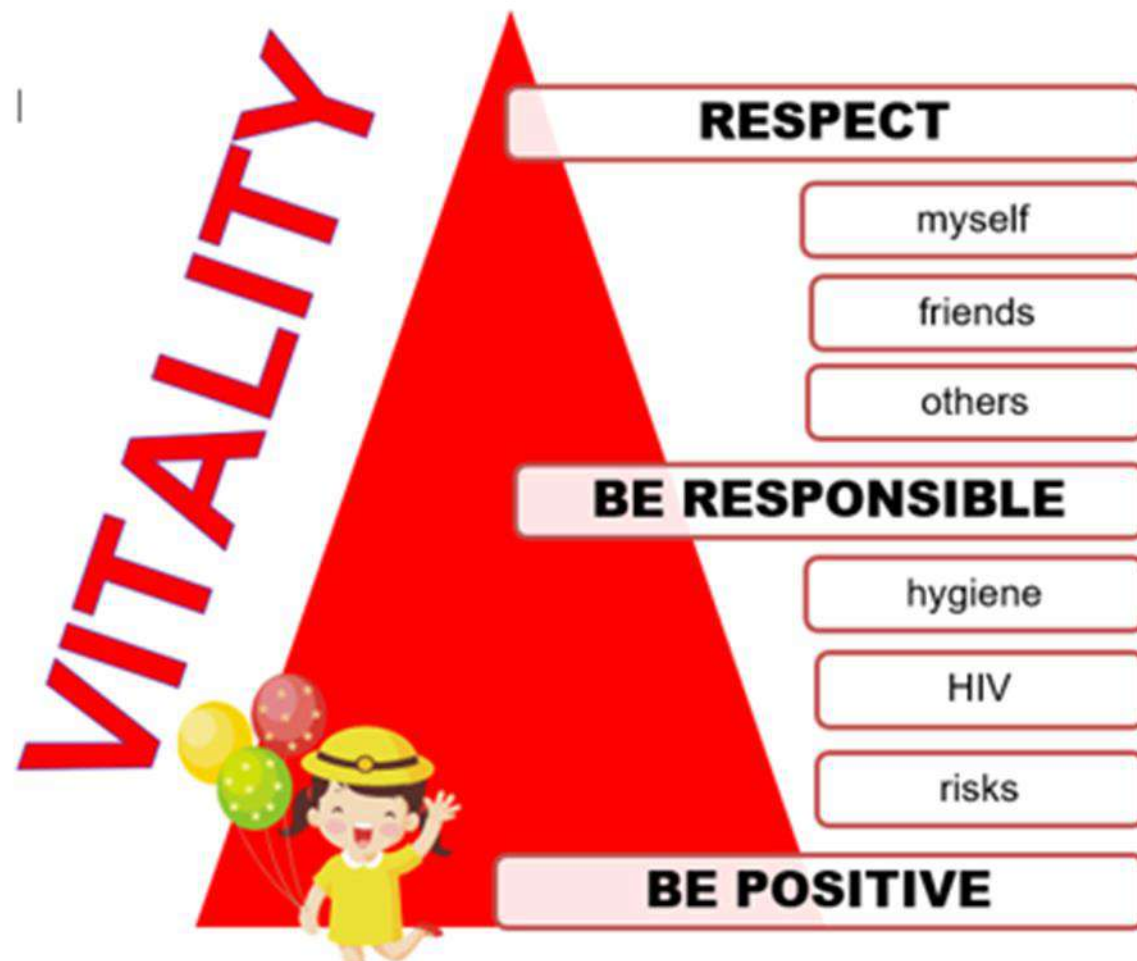 VITALITY
RESPECT
myself
friends
others
BE RESPONSIBLE
hygiene
HIV
risks
BE POSITIVE